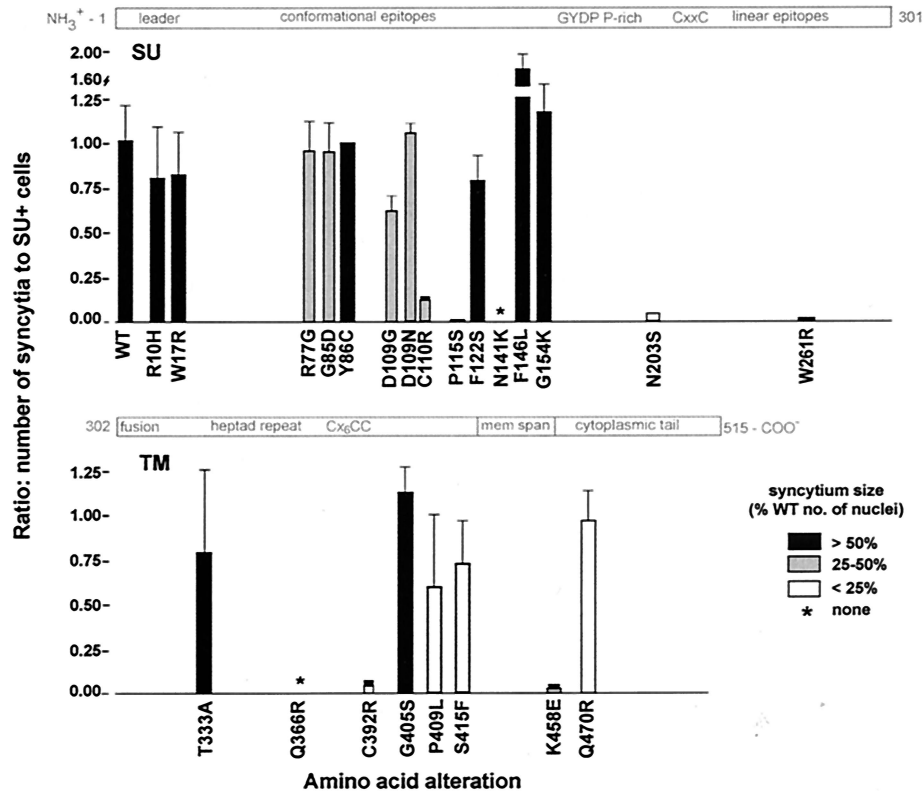 NH3+ - 1 leader conformational epitopes GYDP P-rich CxxC linear epitopes 301
SU
2.00
1.60
1.25
1.00
0.75
0.50
0.25
0.00
WT R10H W17R R77G G85D Y86C D109G D109N C110R P115S F122S N141K * F146L G154K N203S W261R
Ratio: number of syncytia to SU+ cells
302 fusion heptad repeat Cx6CC mem span cytoplasmic tail 515 - COO-
TM
1.25
1.00
0.75
0.50
0.25
0.00
T333A Q366R * C392R G405S P409L S415F K458E Q470R
Amino acid alteration
syncytium size
(% WT no. of nuclei)
> 50%
25-50%
< 25%
* none